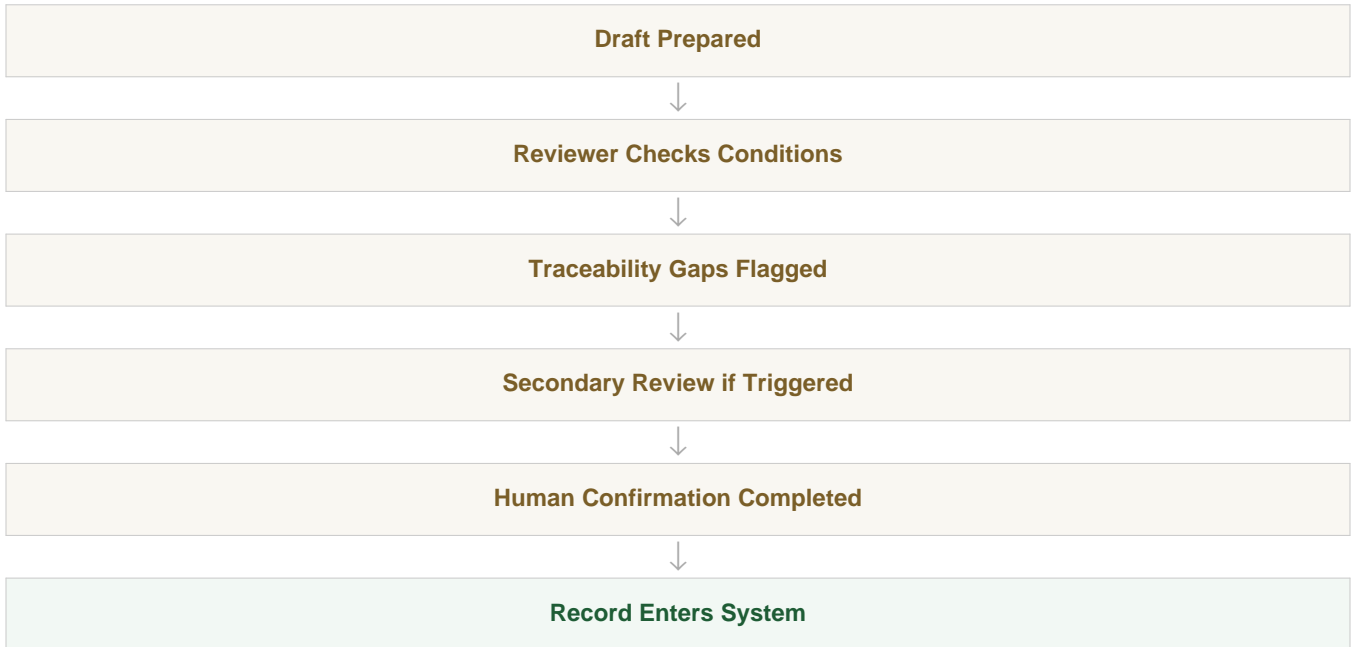 Draft Prepared
Reviewer Checks Conditions
Traceability Gaps Flagged
Secondary Review if Triggered
Human Confirmation Completed
Record Enters System